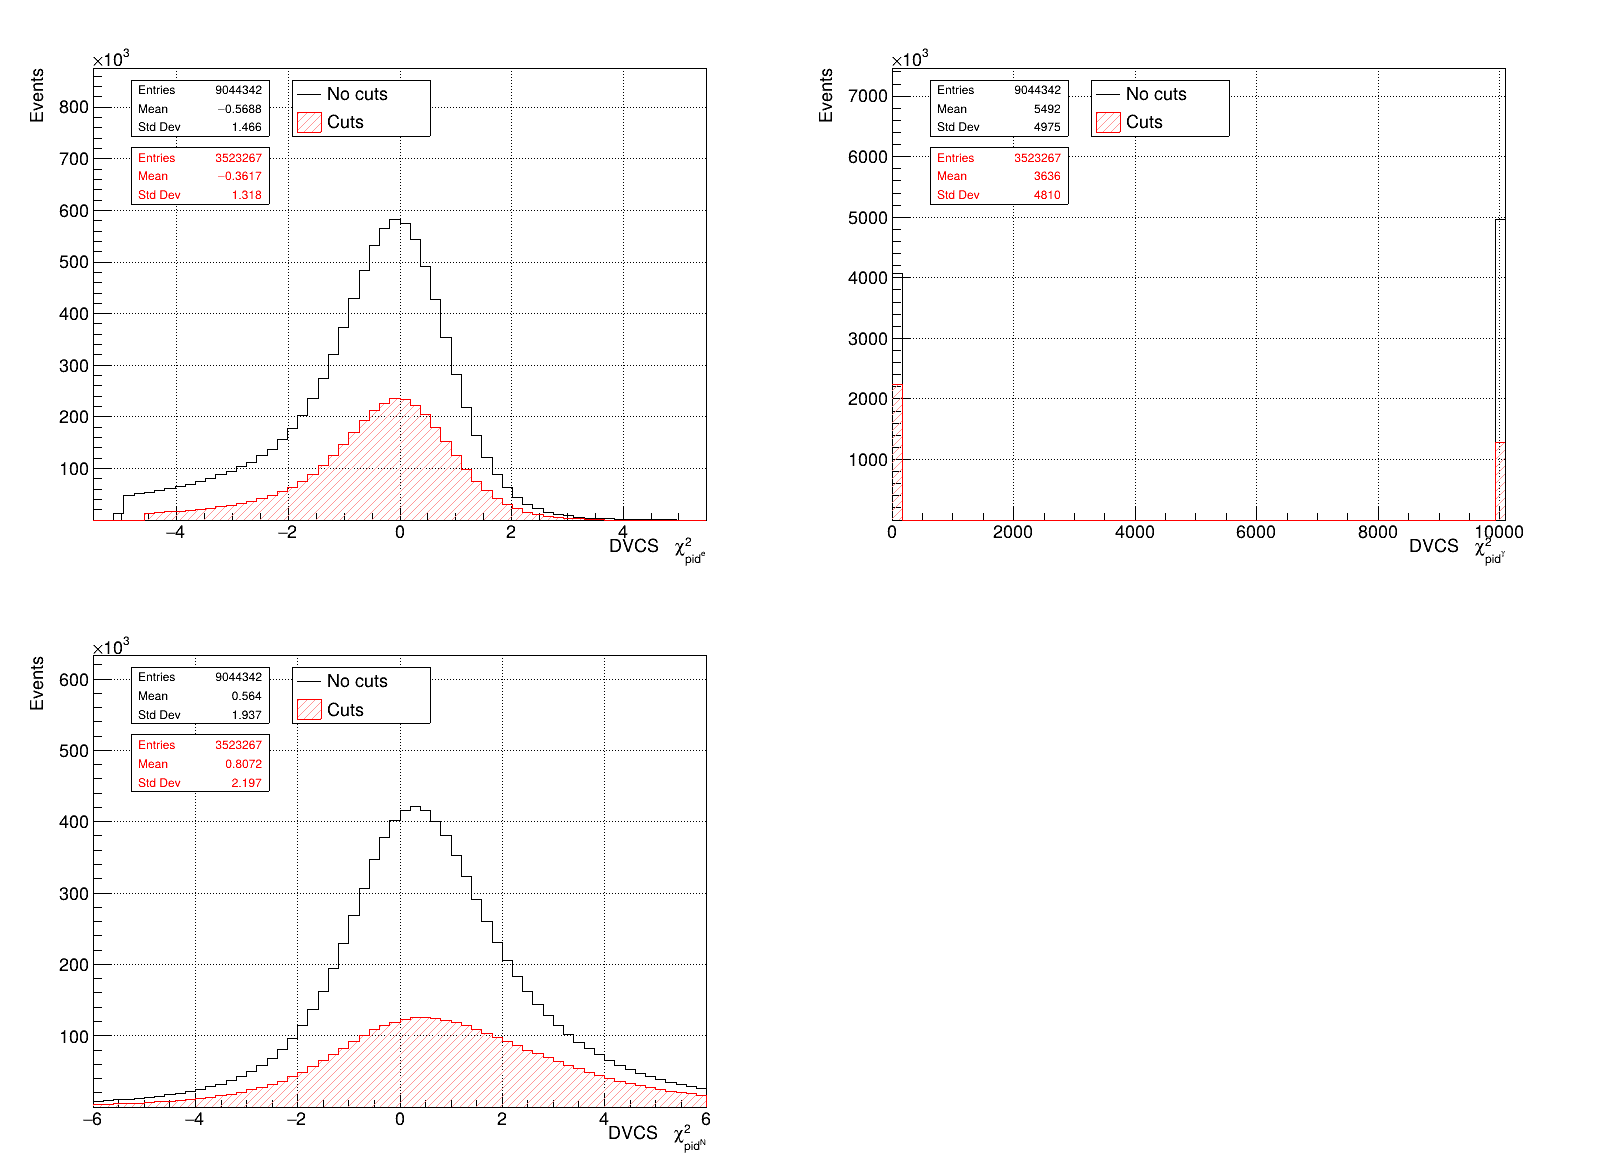 ×10³
Events
Entries 9044342
Mean −0.5688
Std Dev 1.466
Entries 3523267
Mean −0.3617
Std Dev 1.318
No cuts
Cuts
800
700
600
500
400
300
200
100
−4 −2 0 2 4
DVCS χ²pidᵉ
×10³
Events
Entries 9044342
Mean 5492
Std Dev 4975
Entries 3523267
Mean 3636
Std Dev 4810
No cuts
Cuts
7000
6000
5000
4000
3000
2000
1000
0 2000 4000 6000 8000 10000
DVCS χ²pidᵞ
×10³
Events
Entries 9044342
Mean 0.564
Std Dev 1.937
Entries 3523267
Mean 0.8072
Std Dev 2.197
No cuts
Cuts
600
500
400
300
200
100
−6 −4 −2 0 2 4 6
DVCS χ²pidᴺ